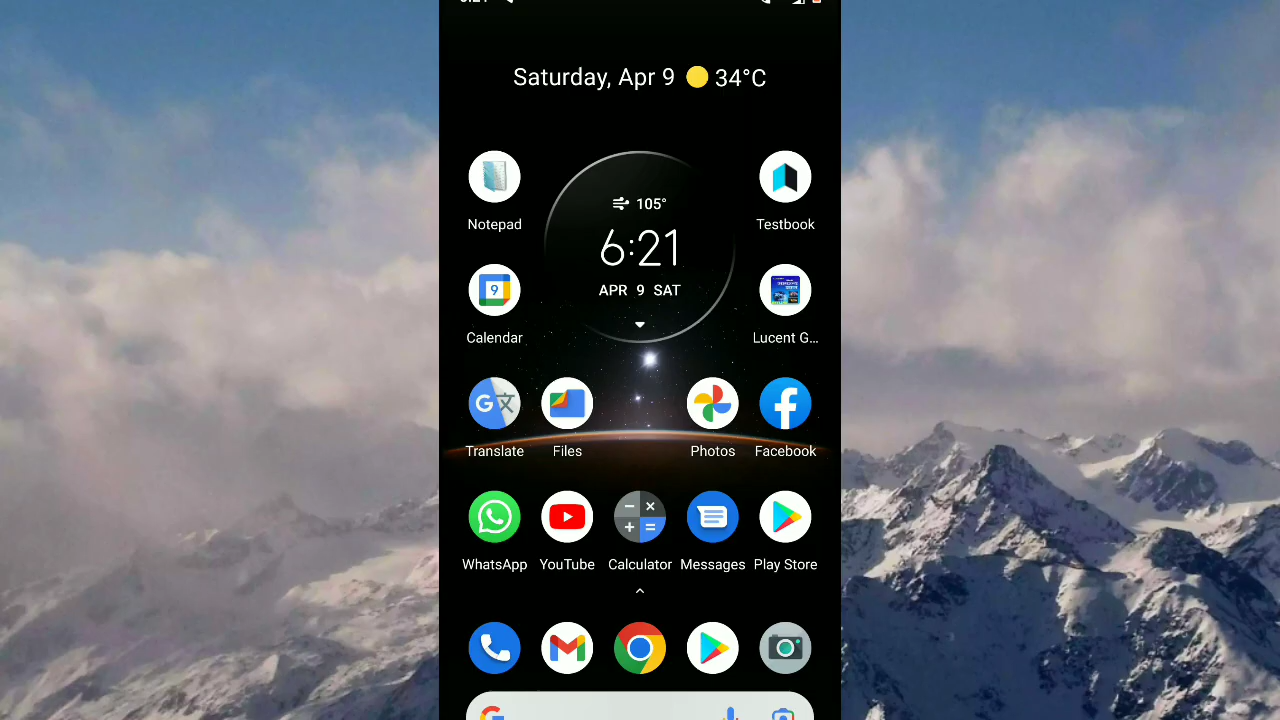 Saturday, Apr 9 34°C
105°
6:21
APR 9 SAT
Notepad
Testbook
9
Calendar
Lucent G...
Translate Files Photos Facebook
WhatsApp YouTube Calculator Messages Play Store